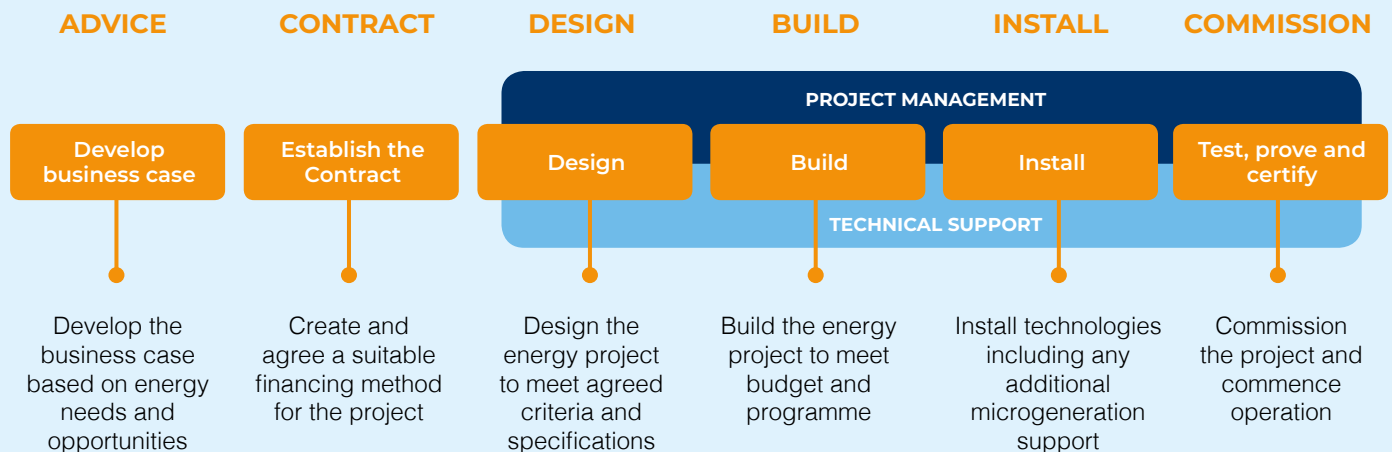 ADVICE
CONTRACT
DESIGN
BUILD
INSTALL
COMMISSION
PROJECT MANAGEMENT
Develop
business case
Establish the
Contract
Design
Build
Install
Test, prove and
certify
TECHNICAL SUPPORT
Develop the
business case
based on energy
needs and
opportunities
Create and
agree a suitable
financing method
for the project
Design the
energy project
to meet agreed
criteria and
specifications
Build the energy
project to meet
budget and
programme
Install technologies
including any
additional
microgeneration
support
Commission
the project and
commence
operation